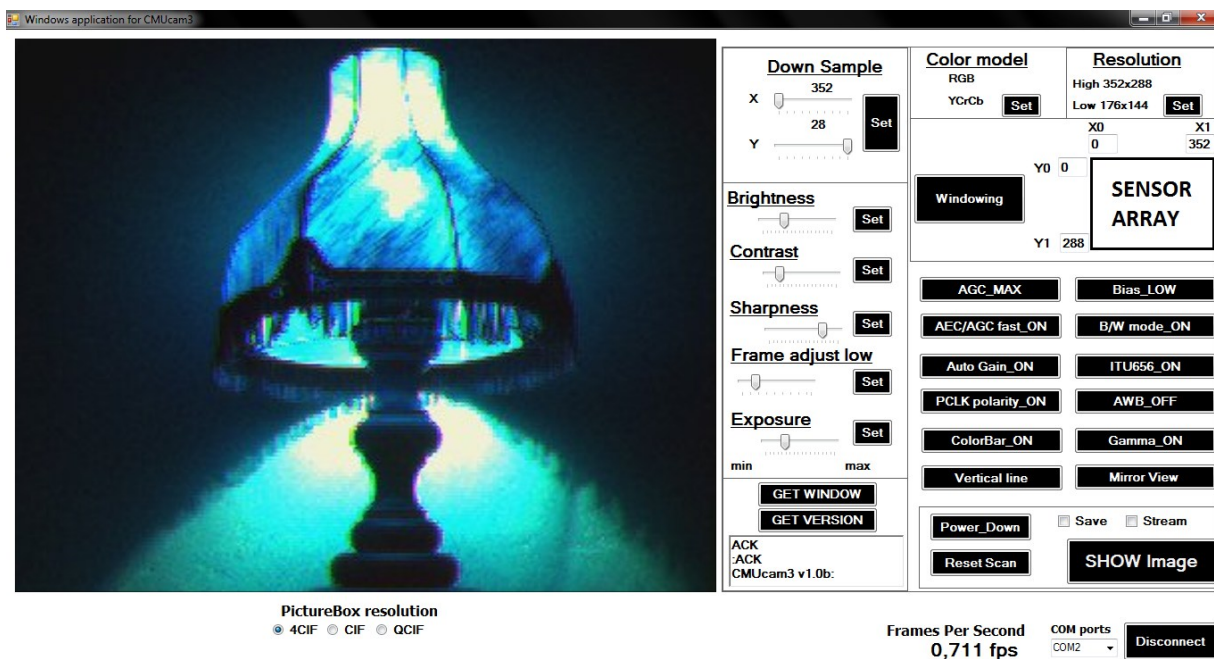 Windows application for CMUcam3
Down Sample
352
X
28
Set
Y
Color model
RGB
YCrCb
Set
Resolution
High 352x288
Low 176x144
Set
X0
X1
0
352
Y0
0
Windowing
SENSOR
ARRAY
Y1
288
Brightness
Set
Contrast
Set
Sharpness
Set
Frame adjust low
Set
Exposure
Set
min
max
AGC_MAX
Bias_LOW
AEC/AGC fast_ON
B/W mode_ON
Auto Gain_ON
ITU656_ON
PCLK polarity_ON
AWB_OFF
ColorBar_ON
Gamma_ON
Vertical line
Mirror View
GET WINDOW
GET VERSION
ACK
:ACK
CMUcam3 v1.0b:
Power_Down
Save
Stream
Reset Scan
SHOW Image
PictureBox resolution
4CIF
CIF
QCIF
Frames Per Second
0,711 fps
COM ports
COM2
Disconnect